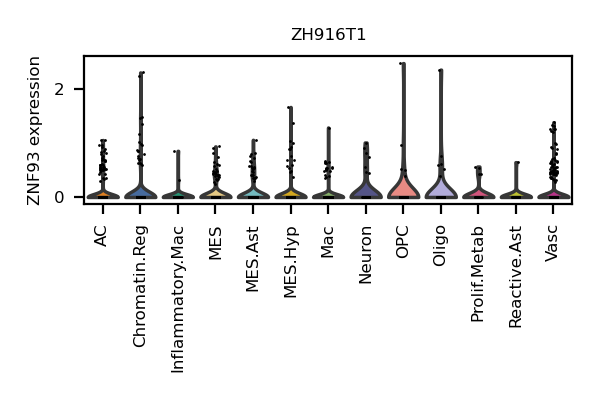 ZH916T1
ZNF93 expression
2
0
AC
Chromatin.Reg
Inflammatory.Mac
MES
MES.Ast
MES.Hyp
Mac
Neuron
OPC
Oligo
Prolif.Metab
Reactive.Ast
Vasc